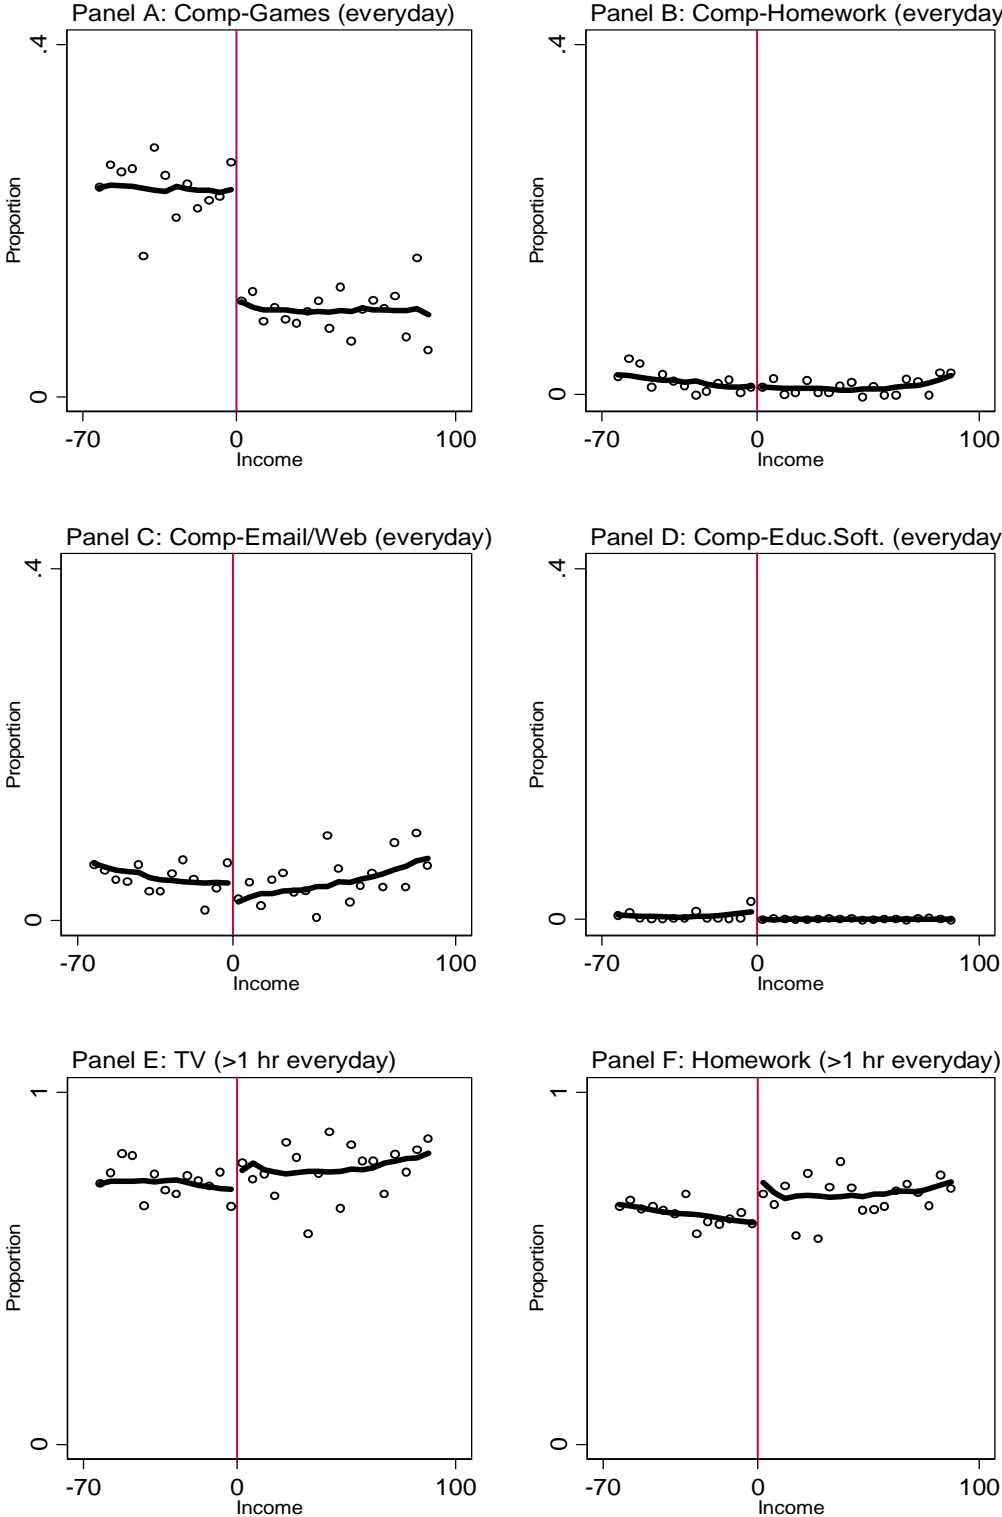 Panel A: Comp-Games (everyday)
.4
Proportion
0
-70 0 100
Income
Panel B: Comp-Homework (everyday
.4
Proportion
0
-70 0 100
Income
Panel C: Comp-Email/Web (everyday)
.4
Proportion
0
-70 0 100
Income
Panel D: Comp-Educ.Soft. (everyday
.4
Proportion
0
-70 0 100
Income
Panel E: TV (>1 hr everyday)
1
Proportion
0
-70 0 100
Income
Panel F: Homework (>1 hr everyday)
1
Proportion
0
-70 0 100
Income